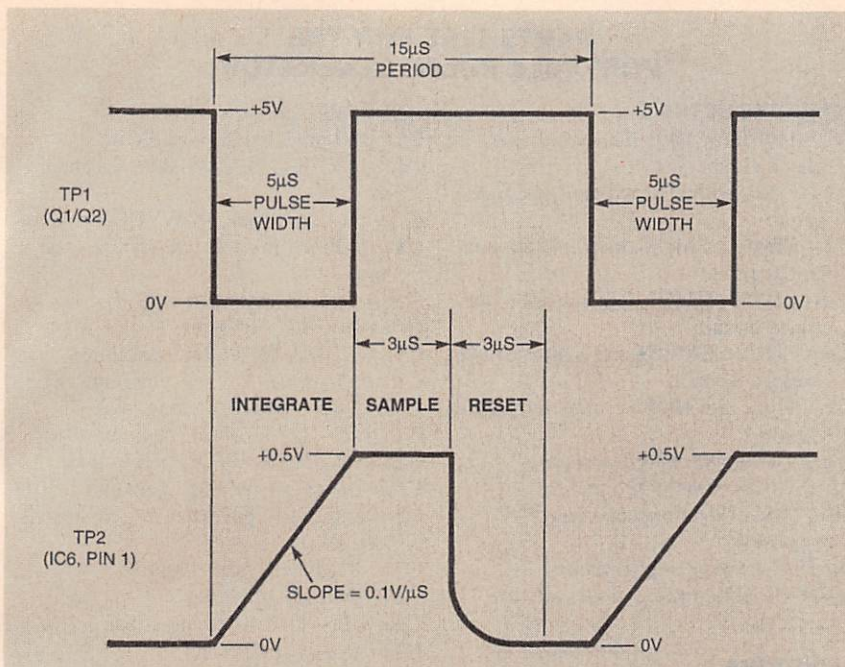 15μS
PERIOD
+5V
+5V
TP1
(Q1/Q2)
5μS
PULSE
WIDTH
5μS
PULSE
WIDTH
0V
0V
3μS
3μS
INTEGRATE
SAMPLE
RESET
+0.5V
+0.5V
TP2
(IC6, PIN 1)
SLOPE = 0.1V/μS
0V
0V